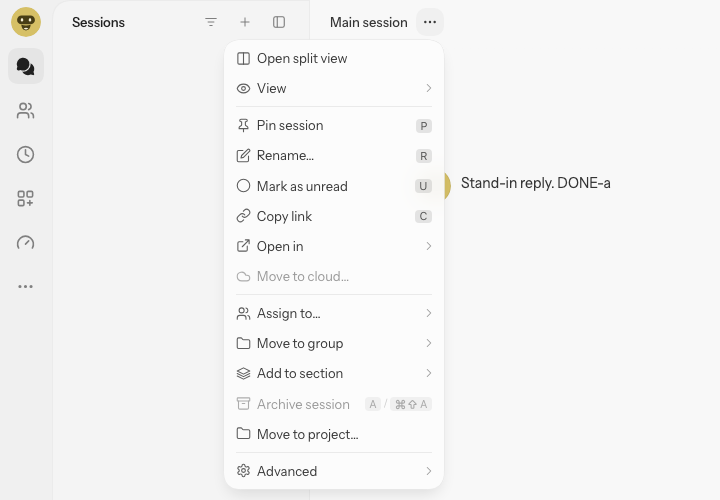 Sessions
Main session
Open split view
View
Pin session P
Rename... R
Mark as unread U
Copy link C
Open in
Move to cloud...
Assign to...
Move to group
Add to section
Archive session A / ⌘⇧A
Move to project...
Advanced
Stand-in reply. DONE-a